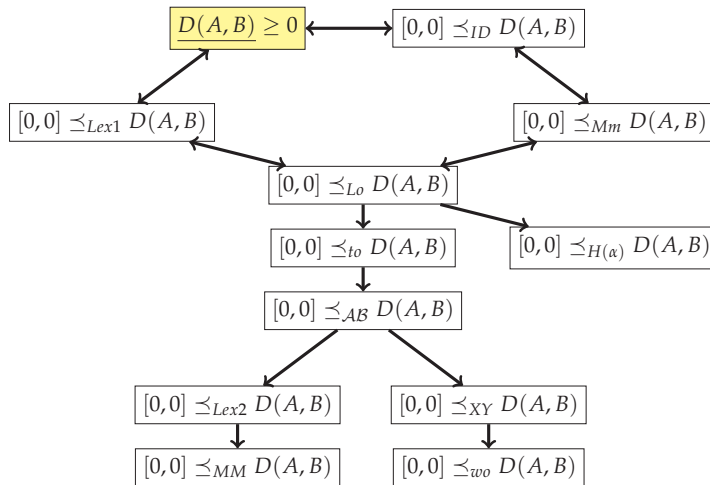 D(A, B) ≥ 0
[0,0] ⪯_{ID} D(A, B)
[0,0] ⪯_{Lex1} D(A, B)
[0,0] ⪯_{Mm} D(A, B)
[0,0] ⪯_{Lo} D(A, B)
[0,0] ⪯_{to} D(A, B)
[0,0] ⪯_{H(α)} D(A, B)
[0,0] ⪯_{𝒜ℬ} D(A, B)
[0,0] ⪯_{Lex2} D(A, B)
[0,0] ⪯_{XY} D(A, B)
[0,0] ⪯_{MM} D(A, B)
[0,0] ⪯_{wo} D(A, B)